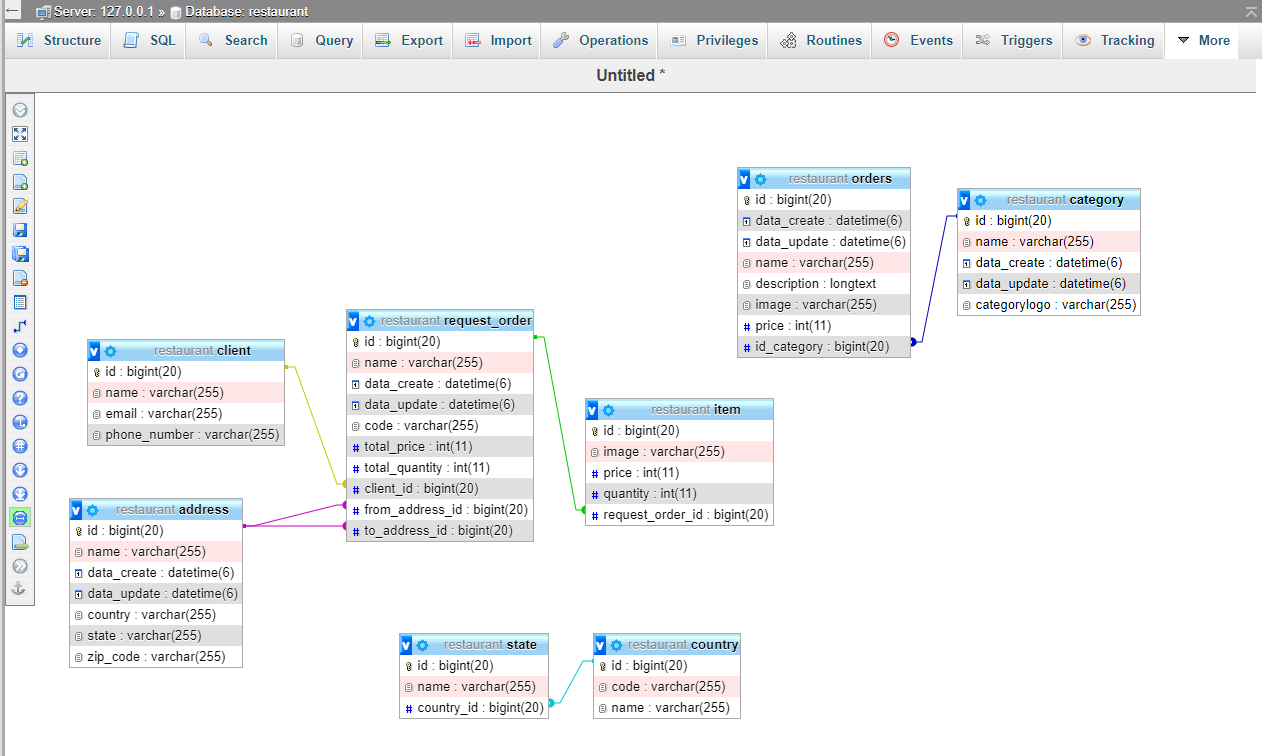 Server: 127.0.0.1 » Database: restaurant
Structure SQL Search Query Export Import Operations Privileges Routines Events Triggers Tracking More
Untitled *
restaurant orders
id : bigint(20)
data_create : datetime(6)
data_update : datetime(6)
name : varchar(255)
description : longtext
image : varchar(255)
price : int(11)
id_category : bigint(20)
restaurant category
id : bigint(20)
name : varchar(255)
data_create : datetime(6)
data_update : datetime(6)
categorylogo : varchar(255)
restaurant request_order
id : bigint(20)
name : varchar(255)
data_create : datetime(6)
data_update : datetime(6)
code : varchar(255)
total_price : int(11)
total_quantity : int(11)
client_id : bigint(20)
from_address_id : bigint(20)
to_address_id : bigint(20)
restaurant client
id : bigint(20)
name : varchar(255)
email : varchar(255)
phone_number : varchar(255)
restaurant item
id : bigint(20)
image : varchar(255)
price : int(11)
quantity : int(11)
request_order_id : bigint(20)
restaurant address
id : bigint(20)
name : varchar(255)
data_create : datetime(6)
data_update : datetime(6)
country : varchar(255)
state : varchar(255)
zip_code : varchar(255)
restaurant state
id : bigint(20)
name : varchar(255)
country_id : bigint(20)
restaurant country
id : bigint(20)
code : varchar(255)
name : varchar(255)